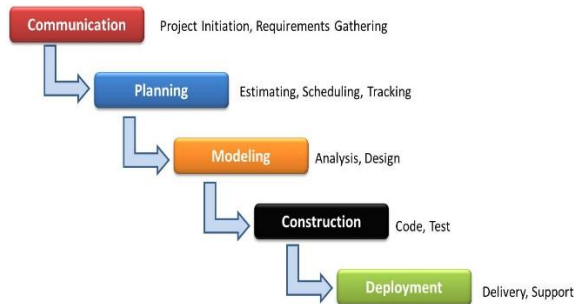 Communication Project Initiation, Requirements Gathering
Planning Estimating, Scheduling, Tracking
Modeling Analysis, Design
Construction Code, Test
Deployment Delivery, Support